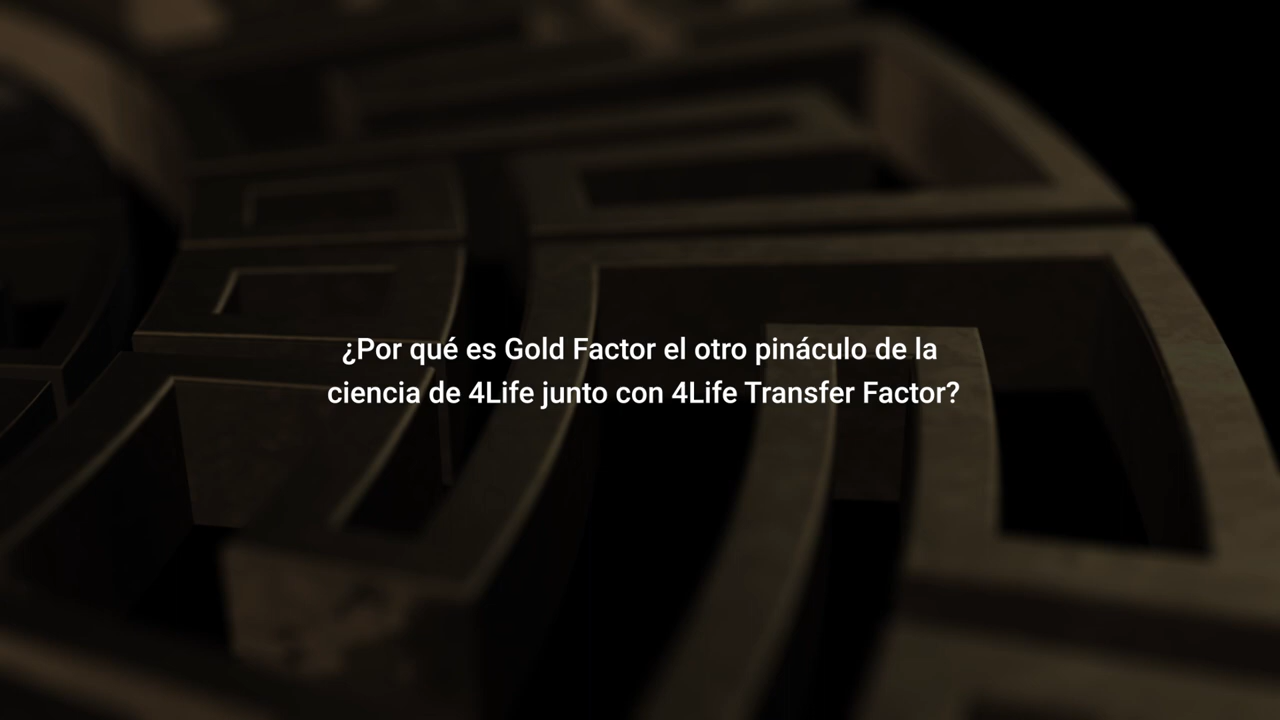 ¿Por qué es Gold Factor el otro pináculo de la
ciencia de 4Life junto con 4Life Transfer Factor?